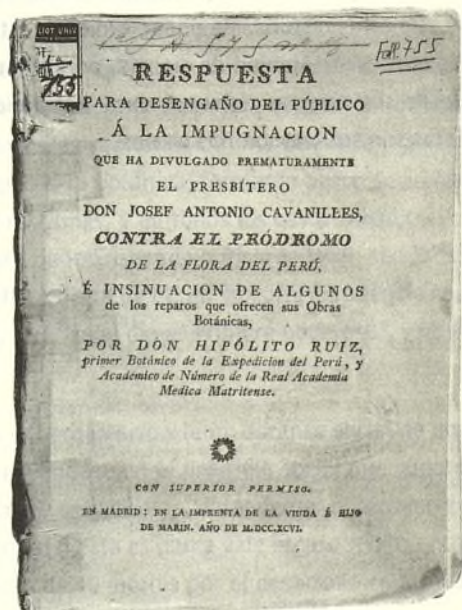 LIOT UNIV
Foll. 755
755
RESPUESTA
PARA DESENGAÑO DEL PÚBLICO
Á LA IMPUGNACION
QUE HA DIVULGADO PREMATURAMENTE
EL PRESBÍTERO
DON JOSEF ANTONIO CAVANILLES,
CONTRA EL PRÓDROMO
DE LA FLORA DEL PERÚ,
É INSINUACION DE ALGUNOS
de los reparos que ofrecen sus Obras
Botánicas,
POR DON HIPÓLITO RUIZ,
primer Botánico de la Expedicion del Perú, y
Academico de Número de la Real Academia
Medica Matritense.
CON SUPERIOR PERMISO.
EN MADRID: EN LA IMPRENTA DE LA VIUDA É HIJO
DE MARIN. AÑO DE M.DCC.XCVI.